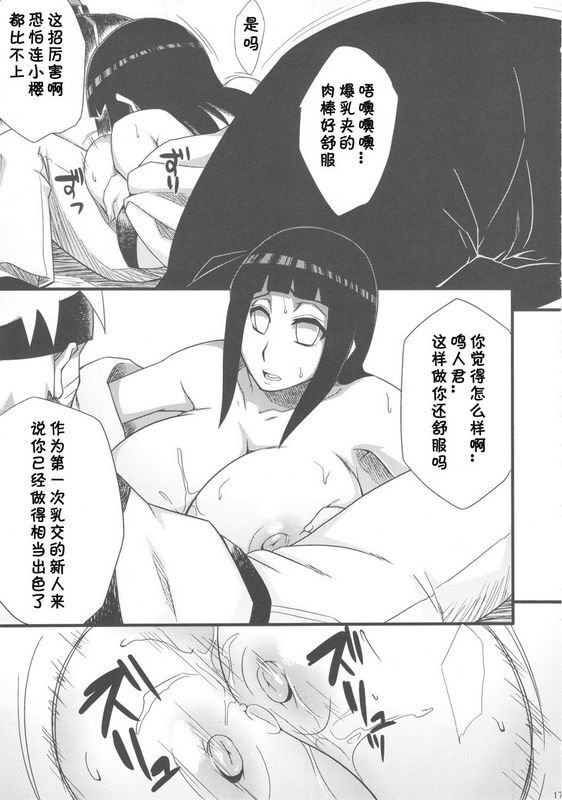 这招厉害啊
恐怕连小樱
都比不上
是吗
唔噢噢噢…
爆乳夹的
肉棒好舒服
你觉得怎么样啊…
鸣人君…
这样做你还舒服
吗
作为第一次乳交的新人来
说你已经做得相当出色了
17